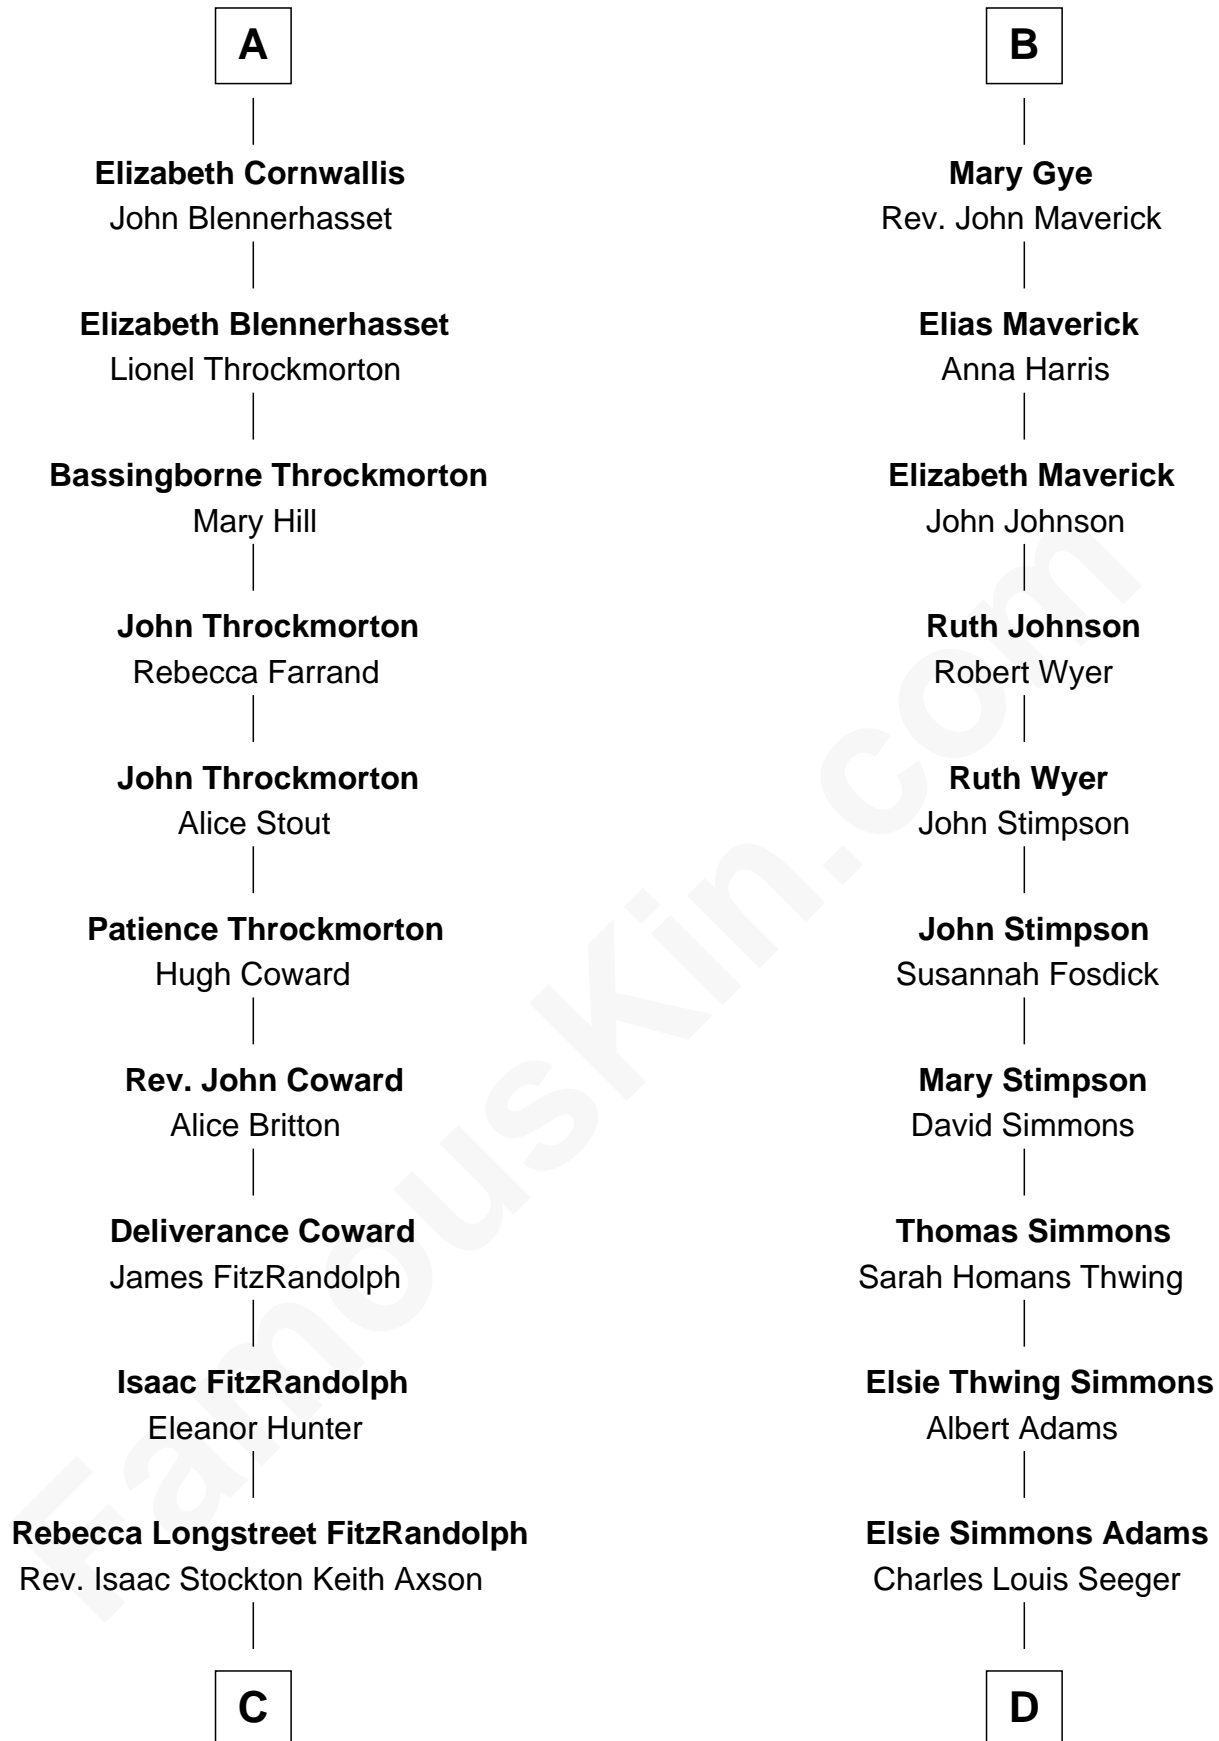 A
Elizabeth Cornwallis
John Blennerhasset
Elizabeth Blennerhasset
Lionel Throckmorton
Bassingborne Throckmorton
Mary Hill
John Throckmorton
Rebecca Farrand
John Throckmorton
Alice Stout
Patience Throckmorton
Hugh Coward
Rev. John Coward
Alice Britton
Deliverance Coward
James FitzRandolph
Isaac FitzRandolph
Eleanor Hunter
Rebecca Longstreet FitzRandolph
Rev. Isaac Stockton Keith Axson
C
B
Mary Gye
Rev. John Maverick
Elias Maverick
Anna Harris
Elizabeth Maverick
John Johnson
Ruth Johnson
Robert Wyer
Ruth Wyer
John Stimpson
John Stimpson
Susannah Fosdick
Mary Stimpson
David Simmons
Thomas Simmons
Sarah Homans Thwing
Elsie Thwing Simmons
Albert Adams
Elsie Simmons Adams
Charles Louis Seeger
D
FamousKin.com